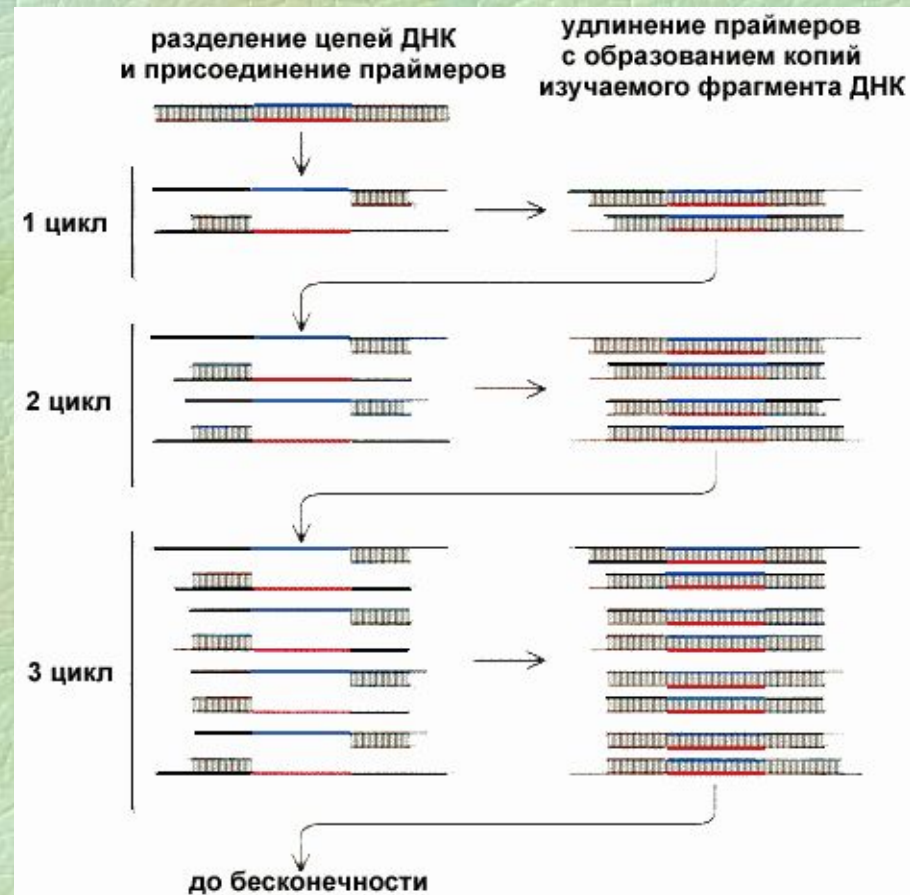 разделение цепей ДНК
и присоединение праймеров
удлинение праймеров
с образованием копий
изучаемого фрагмента ДНК
1 цикл
2 цикл
3 цикл
до бесконечности